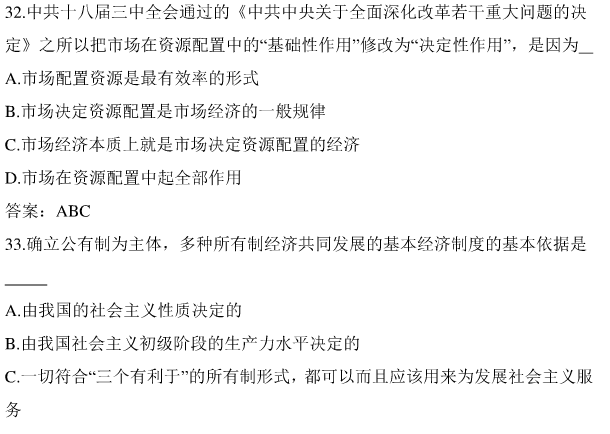 32.中共十八届三中全会通过的《中共中央关于全面深化改革若干重大问题的决
定》之所以把市场在资源配置中的“基础性作用”修改为“决定性作用”，是因为__
A.市场配置资源是最有效率的形式
B.市场决定资源配置是市场经济的一般规律
C.市场经济本质上就是市场决定资源配置的经济
D.市场在资源配置中起全部作用
答案：ABC
33.确立公有制为主体，多种所有制经济共同发展的基本经济制度的基本依据是
_____
A.由我国的社会主义性质决定的
B.由我国社会主义初级阶段的生产力水平决定的
C.一切符合“三个有利于”的所有制形式，都可以而且应该用来为发展社会主义服
务